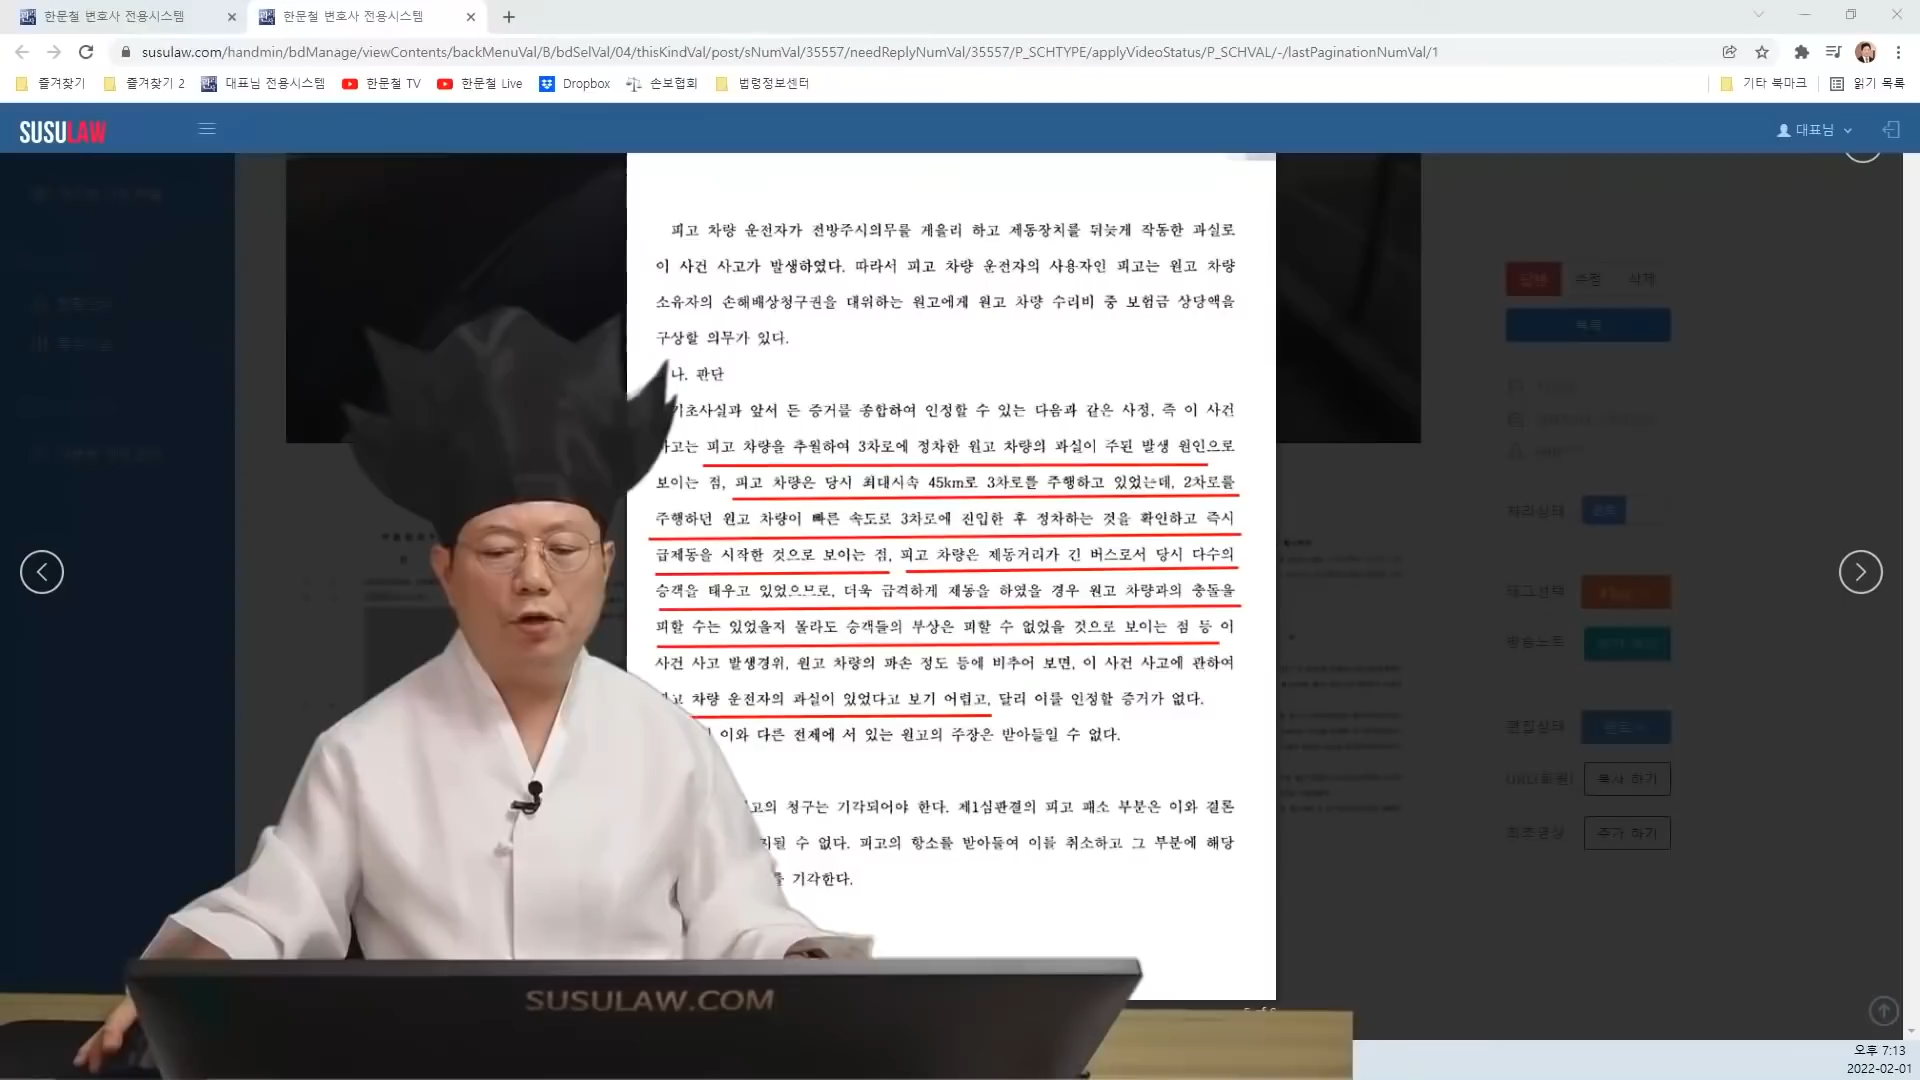 한문철 변호사 전용시스템
한문철 변호사 전용시스템
susulaw.com/handmin/bdManage/viewContents/backMenuVal/B/bdSelVal/04/thisKindVal/post/sNumVal/35557/needReplyNumVal/35557/P_SCHTYPE/applyVideoStatus/P_SCHVAL/-/lastPaginationNumVal/1
즐겨찾기 즐겨찾기 2 대표님 전용시스템 한문철 TV 한문철 Live Dropbox 손보협회 법령정보센터 기타 북마크 읽기 목록
SUSULAW 대표님
피고 차량 운전자가 전방주시의무를 게을리 하고 제동장치를 뒤늦게 작동한 과실로
이 사건 사고가 발생하였다. 따라서 피고 차량 운전자의 사용자인 피고는 원고 차량
소유자의 손해배상청구권을 대위하는 원고에게 원고 차량 수리비 중 보험금 상당액을
구상할 의무가 있다.
나. 판단
기초사실과 앞서 든 증거를 종합하여 인정할 수 있는 다음과 같은 사정, 즉 이 사건
피고 차량을 추월하여 3차로에 정차한 원고 차량의 과실이 주된 발생 원인으로
보이는 점, 피고 차량은 당시 최대시속 45km로 3차로를 주행하고 있었는데, 2차로를
주행하던 원고 차량이 빠른 속도로 3차로에 진입한 후 정차하는 것을 확인하고 즉시
급제동을 시작한 것으로 보이는 점, 피고 차량은 제동거리가 긴 버스로서 당시 다수의
승객을 태우고 있었으므로, 더욱 급격하게 제동을 하였을 경우 원고 차량과의 충돌을
피할 수는 있었을지 몰라도 승객들의 부상은 피할 수 없었을 것으로 보이는 점 등 이
사건 사고 발생경위, 원고 차량의 파손 정도 등에 비추어 보면, 이 사건 사고에 관하여
차량 운전자의 과실이 있었다고 보기 어렵고, 달리 이를 인정할 증거가 없다.
이와 다른 전제에 서 있는 원고의 주장은 받아들일 수 없다.
청구는 기각되어야 한다. 제1심판결의 피고 패소 부분은 이와 결론
수 없다. 피고의 항소를 받아들여 이를 취소하고 그 부분에 해당
기각한다.
답변 수정 삭제
목록
복사 하기
추가 하기
SUSULAW.COM
오후 7:13
2022-02-01